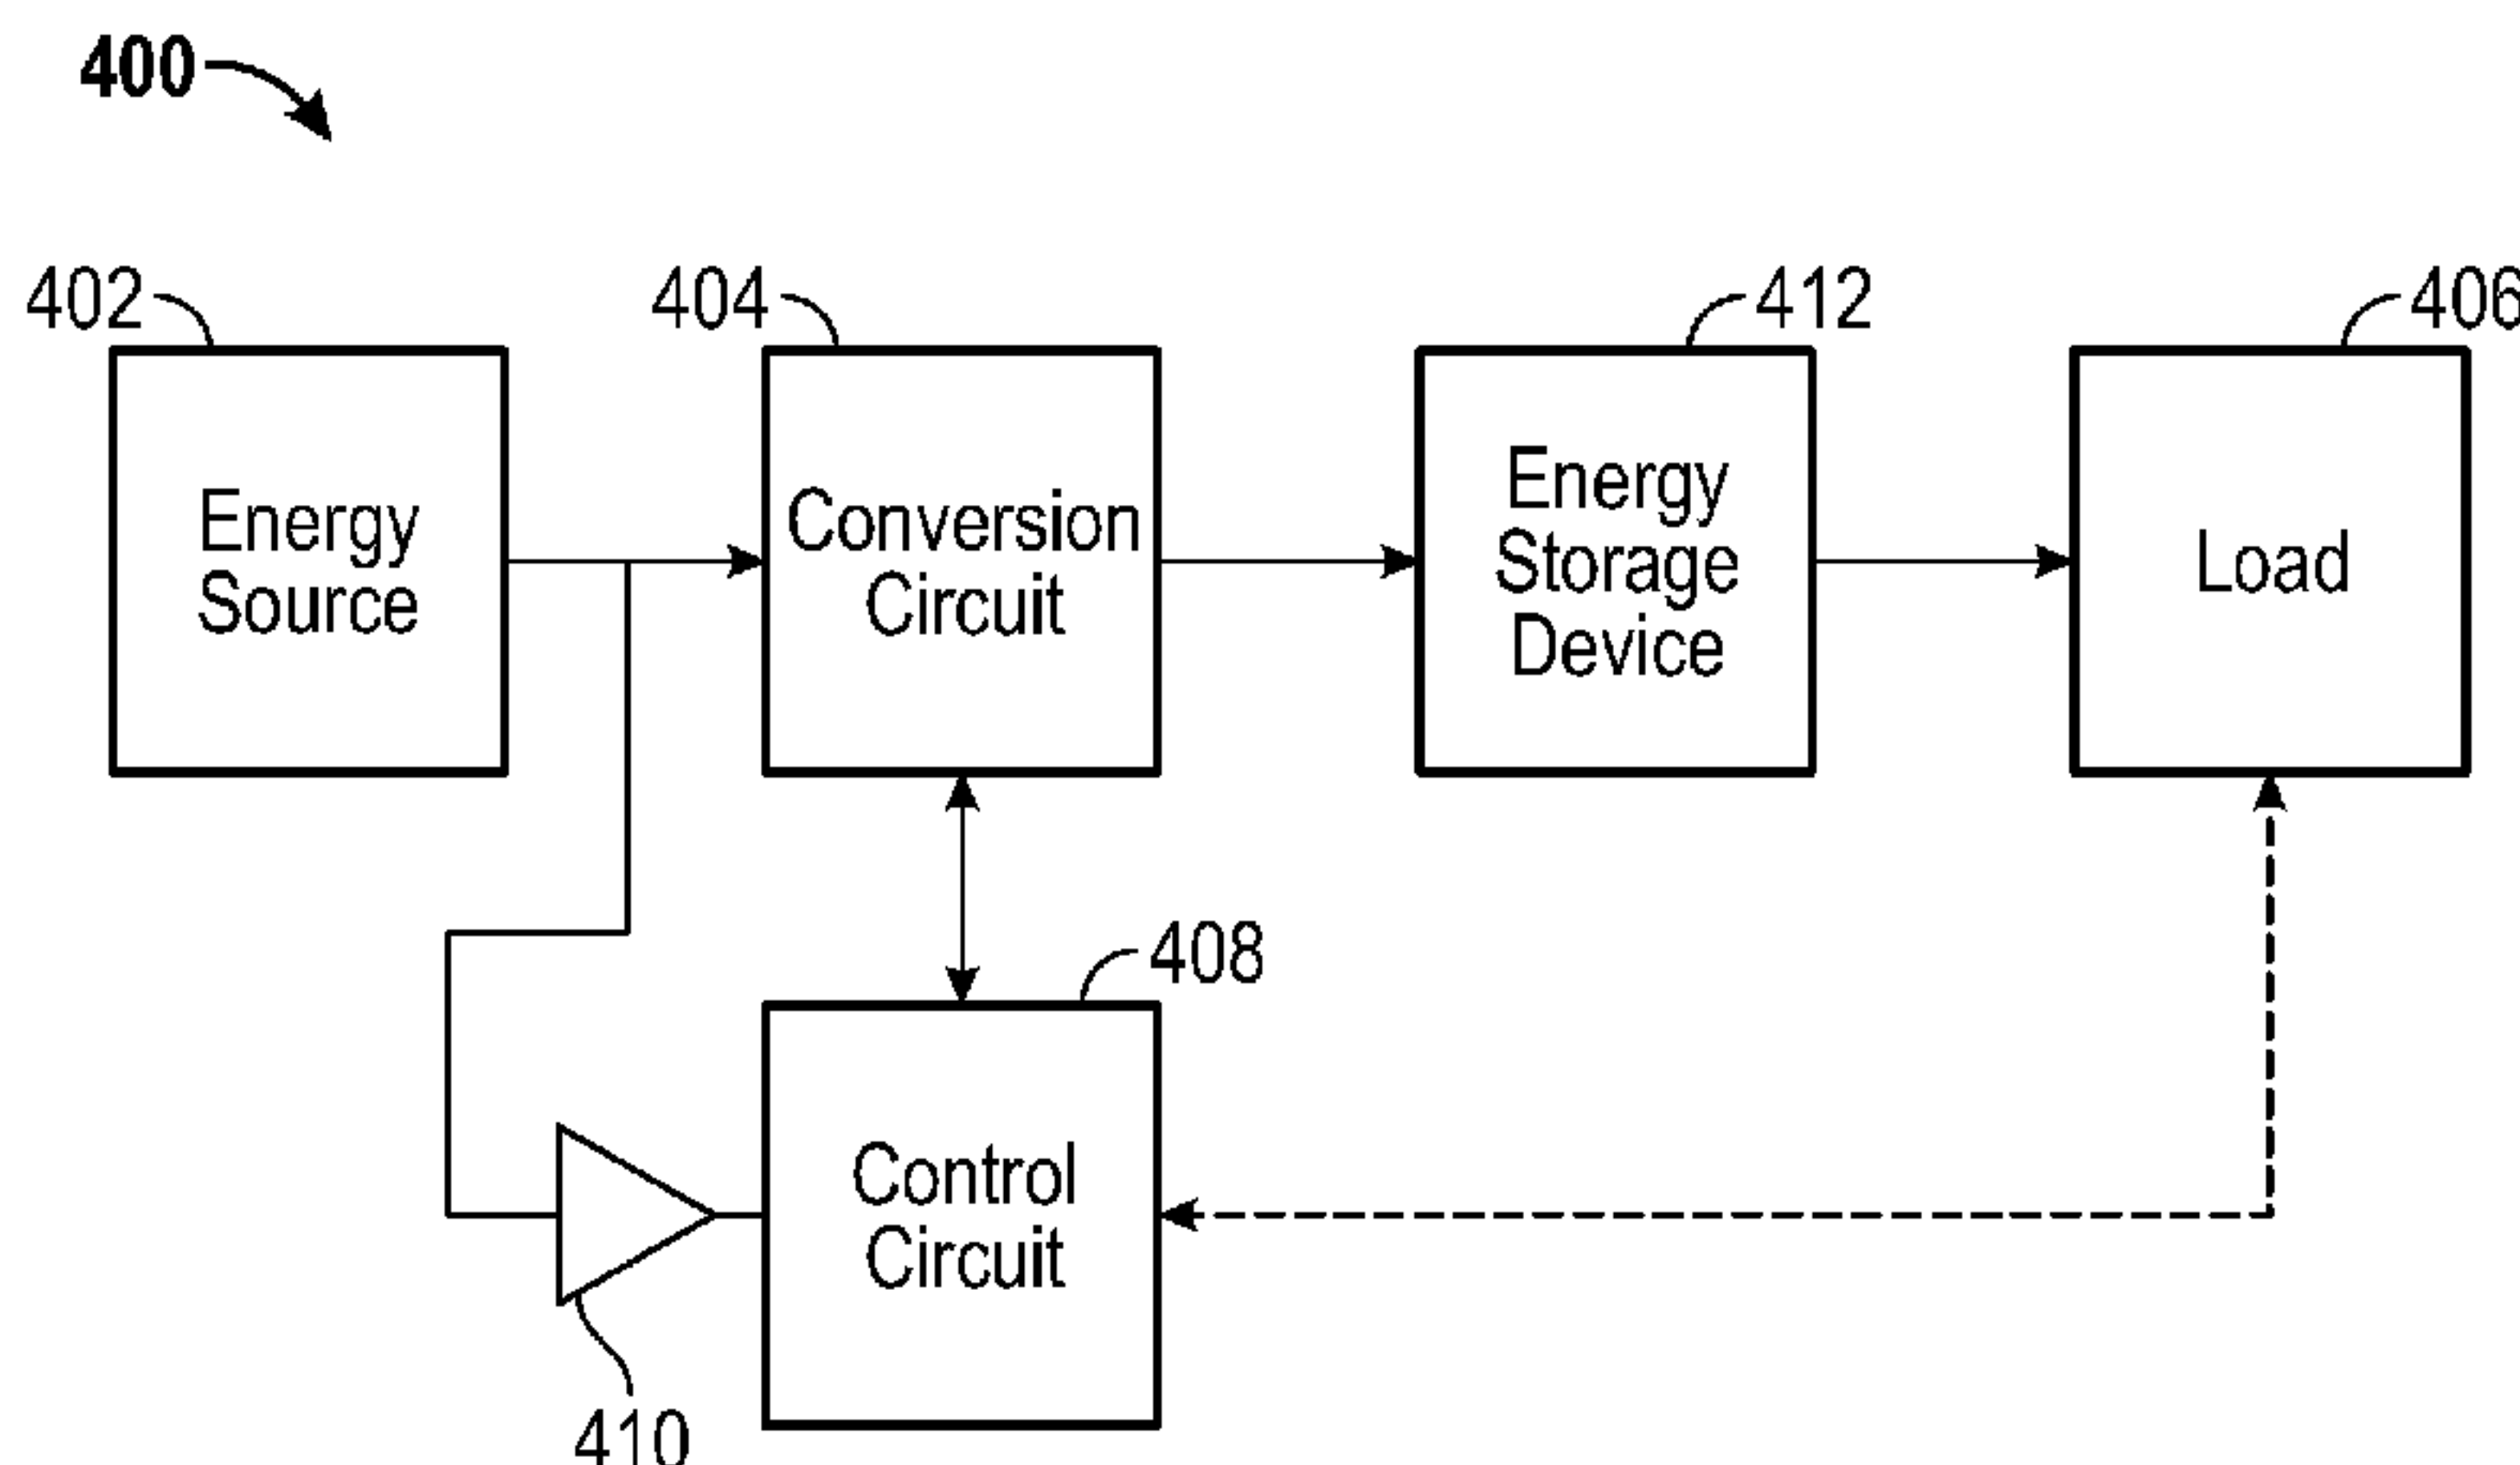 400
402
404
412
406
Energy
Source
Conversion
Circuit
Energy
Storage
Device
Load
408
Control
Circuit
410